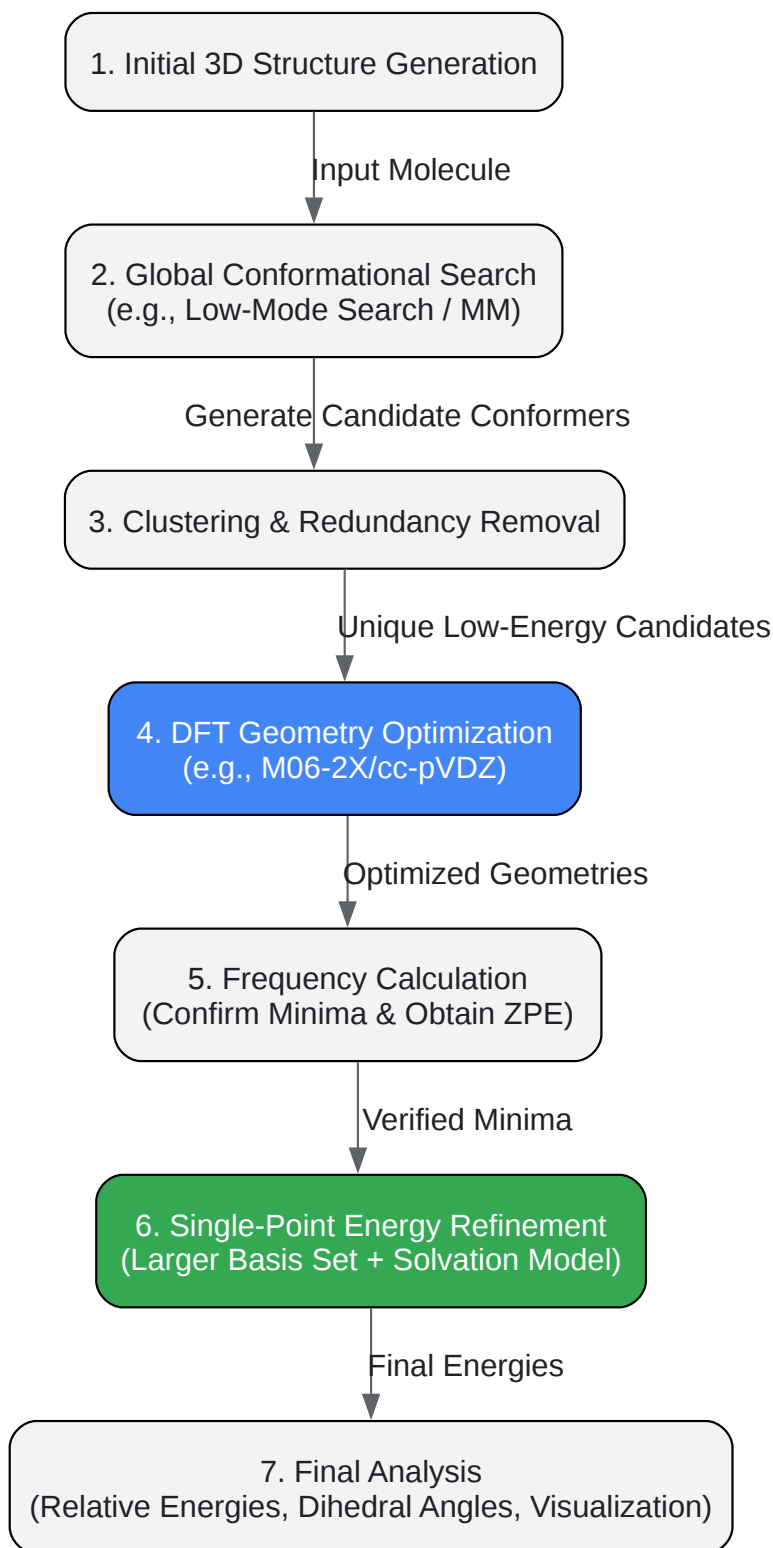 1. Initial 3D Structure Generation
Input Molecule
2. Global Conformational Search
(e.g., Low-Mode Search / MM)
Generate Candidate Conformers
3. Clustering & Redundancy Removal
Unique Low-Energy Candidates
4. DFT Geometry Optimization
(e.g., M06-2X/cc-pVDZ)
Optimized Geometries
5. Frequency Calculation
(Confirm Minima & Obtain ZPE)
Verified Minima
6. Single-Point Energy Refinement
(Larger Basis Set + Solvation Model)
Final Energies
7. Final Analysis
(Relative Energies, Dihedral Angles, Visualization)